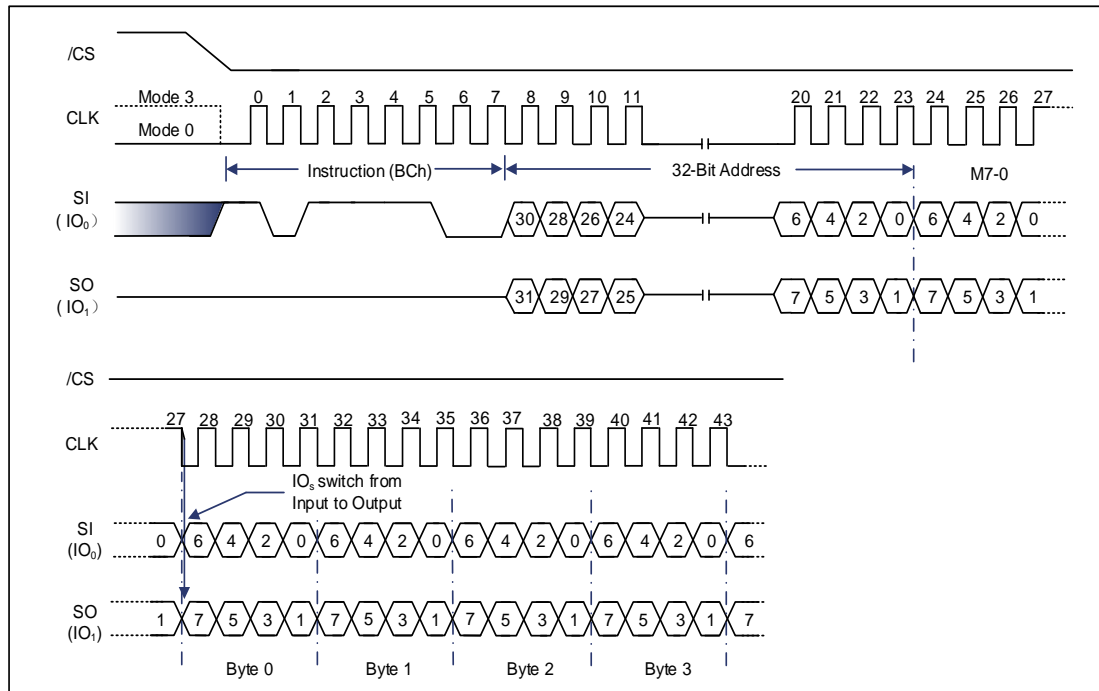 /CS
Mode 3
0 1 2 3 4 5 6 7 8 9 10 11 20 21 22 23 24 25 26 27
CLK
Mode 0
Instruction (BCh) 32-Bit Address M7-0
SI
( IO0)
30 28 26 24 6 4 2 0 6 4 2 0
SO
( IO1)
31 29 27 25 7 5 3 1 7 5 3 1
/CS
27 28 29 30 31 32 33 34 35 36 37 38 39 40 41 42 43
CLK
IOs switch from
Input to Output
SI
(IO0)
0 6 4 2 0 6 4 2 0 6 4 2 0 6 4 2 0 6
SO
(IO1)
1 7 5 3 1 7 5 3 1 7 5 3 1 7 5 3 1 7
Byte 0 Byte 1 Byte 2 Byte 3